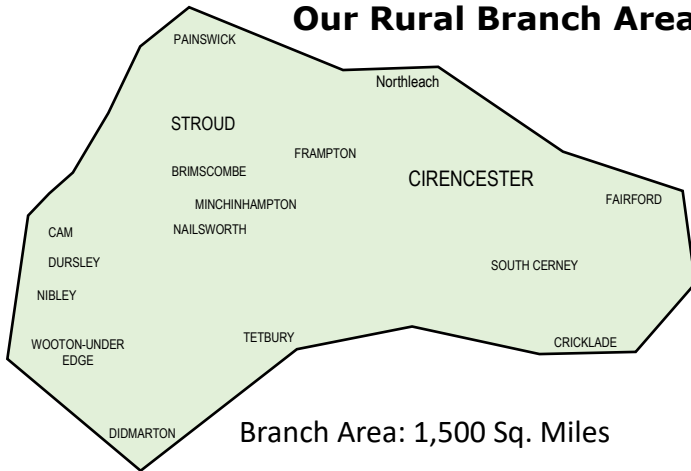 Our Rural Branch Area
PAINSWICK
Northleach
STROUD
FRAMPTON
BRIMSCOMBE
CIRENCESTER
MINCHINHAMPTON
FAIRFORD
NAILSWORTH
CAM
DURSLEY
SOUTH CERNEY
NIBLEY
TETBURY
WOOTON-UNDER
EDGE
CRICKLADE
DIDMARTON
Branch Area: 1,500 Sq. Miles